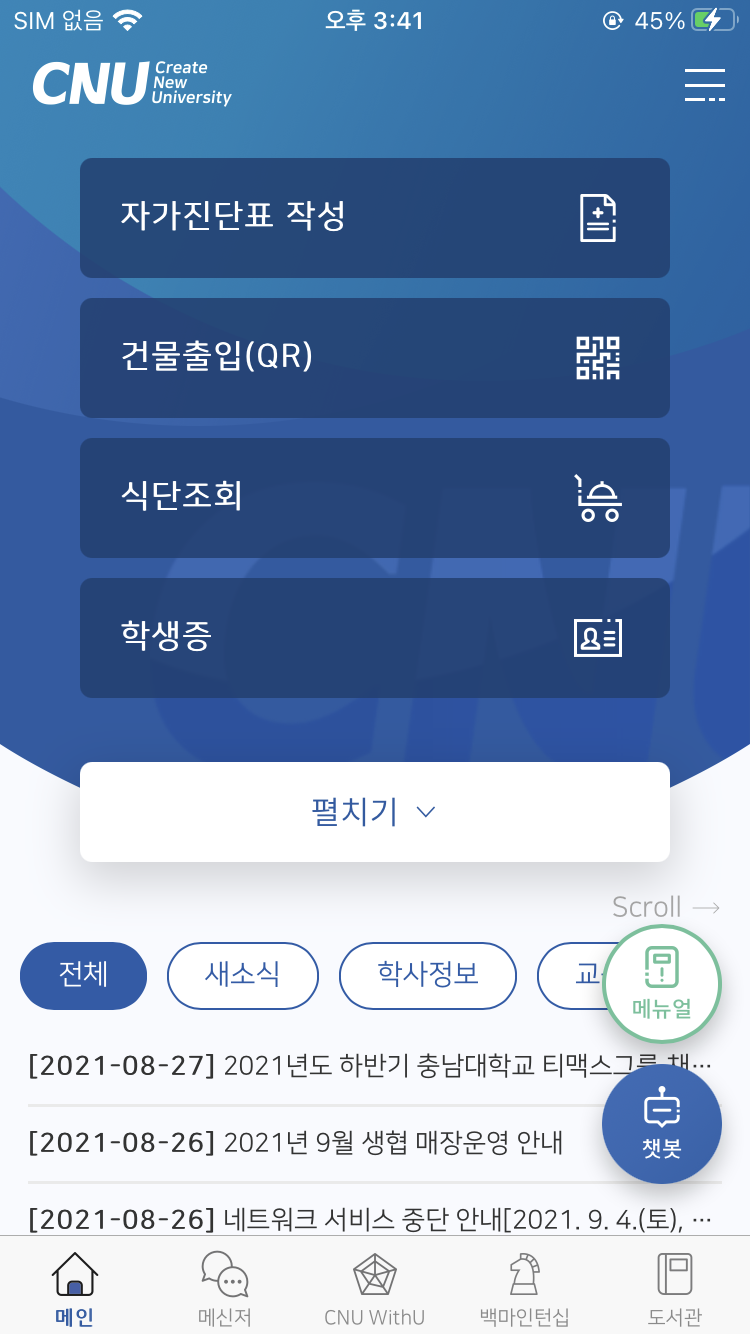 SIM 없음 오후 3:41 45%
CNU Create
New
University
자가진단표 작성
건물출입(QR)
식단조회
학생증
펼치기
Scroll
전체 새소식 학사정보
메뉴얼
[2021-08-27] 2021년도 하반기 충남대학교 티맥스그룹 채…
[2021-08-26] 2021년 9월 생협 매장운영 안내
챗봇
[2021-08-26] 네트워크 서비스 중단 안내[2021. 9. 4.(토), …
메인 메신저 CNU WithU 백마인턴십 도서관